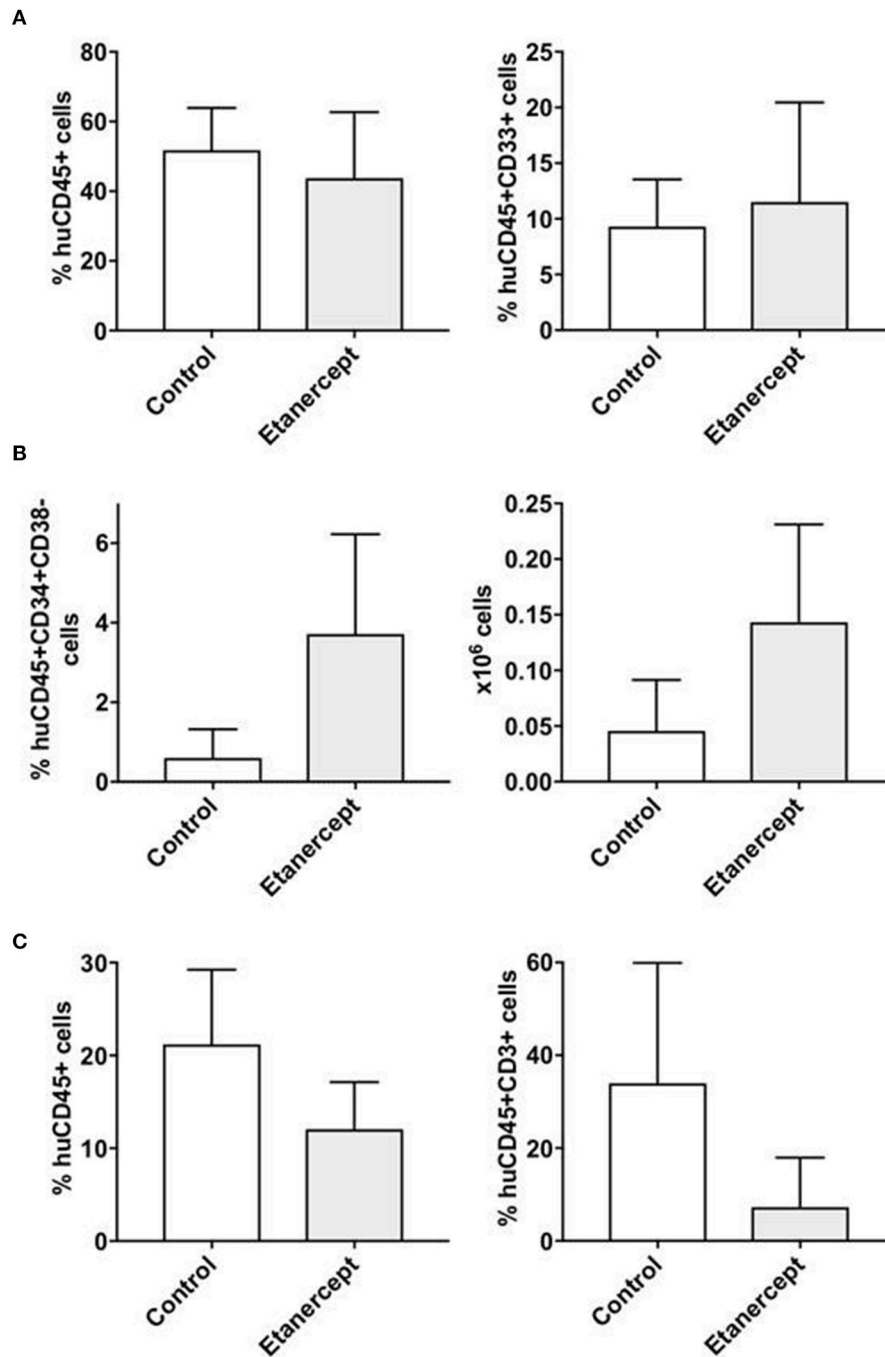 A
% huCD45+ cells
80
60
40
20
0
Control
Etanercept
% huCD45+CD33+ cells
25
20
15
10
5
0
Control
Etanercept
B
% huCD45+CD34+CD38-
cells
6
4
2
0
Control
Etanercept
x10⁶ cells
0.25
0.20
0.15
0.10
0.05
0.00
Control
Etanercept
C
% huCD45+ cells
30
20
10
0
Control
Etanercept
% huCD45+CD3+ cells
60
40
20
0
Control
Etanercept